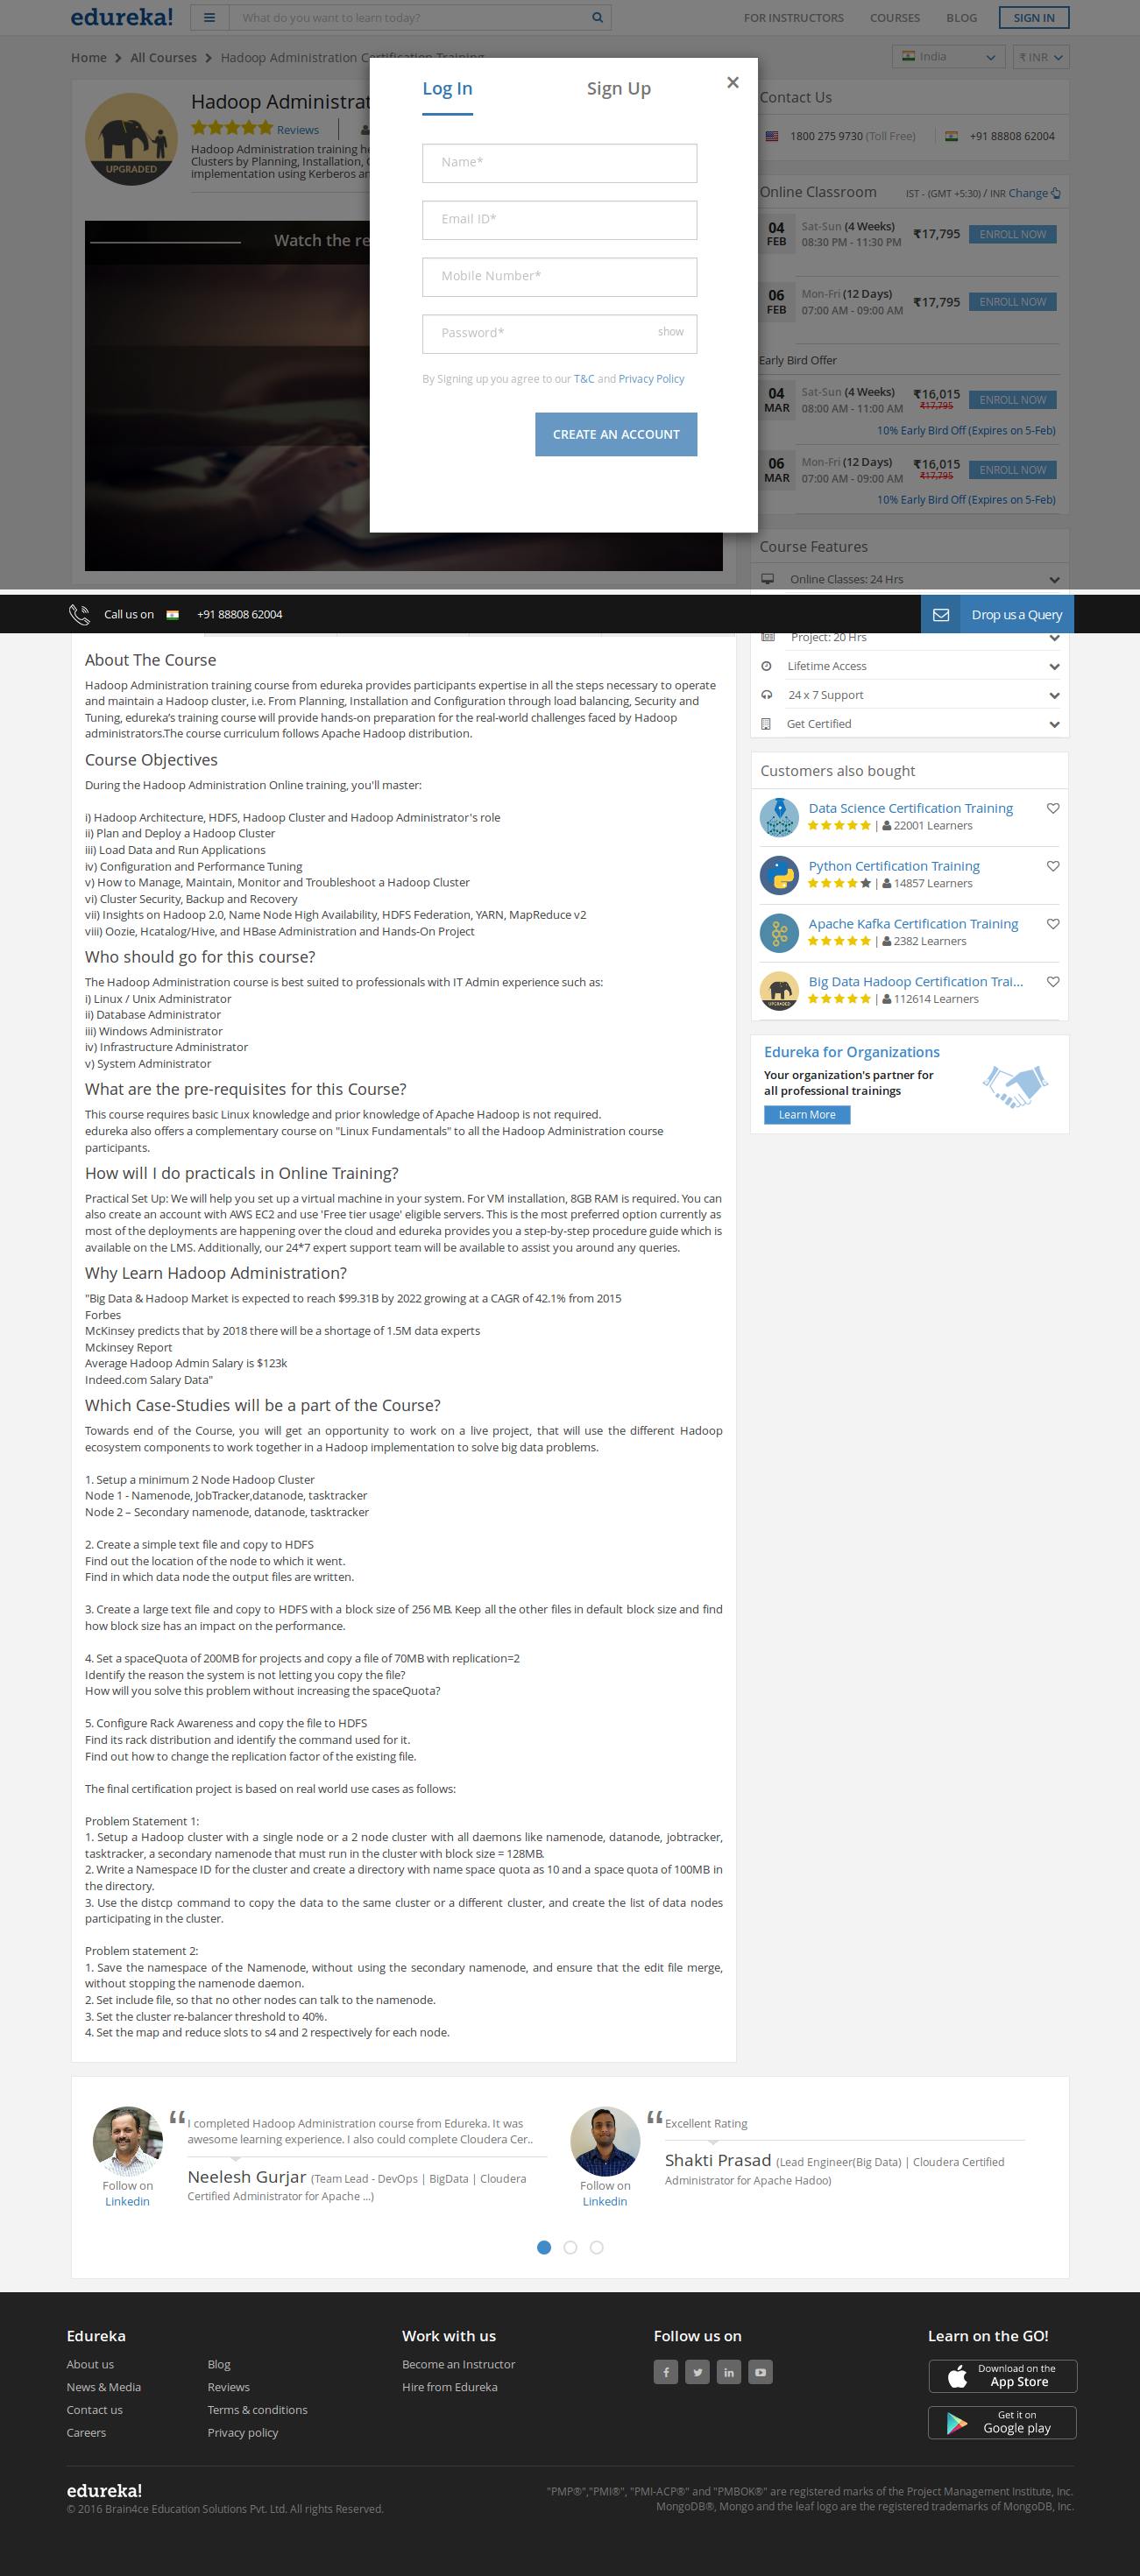 edureka!
What do you want to learn today?
FOR INSTRUCTORS
COURSES
BLOG
SIGN IN
Home
All Courses
Hadoop Administration Certification Training
India
₹ INR
Log In
Sign Up
×
Name*
Email ID*
Mobile Number*
Password*
show
By Signing up you agree to our T&C and Privacy Policy
CREATE AN ACCOUNT
UPGRADED
Hadoop Administrat
Reviews
Hadoop Administration training he
Clusters by Planning, Installation,
implementation using Kerberos an
Watch the re
Contact Us
1800 275 9730 (Toll Free)
+91 88808 62004
Online Classroom
IST - (GMT +5:30) / INR Change
04 FEB
Sat-Sun (4 Weeks)
08:30 PM - 11:30 PM
₹17,795
ENROLL NOW
06 FEB
Mon-Fri (12 Days)
07:00 AM - 09:00 AM
₹17,795
ENROLL NOW
Early Bird Offer
04 MAR
Sat-Sun (4 Weeks)
08:00 AM - 11:00 AM
₹16,015
₹17,795
ENROLL NOW
10% Early Bird Off (Expires on 5-Feb)
06 MAR
Mon-Fri (12 Days)
07:00 AM - 09:00 AM
₹16,015
₹17,795
ENROLL NOW
10% Early Bird Off (Expires on 5-Feb)
Course Features
Online Classes: 24 Hrs
Call us on
+91 88808 62004
Drop us a Query
Project: 20 Hrs
Lifetime Access
24 x 7 Support
Get Certified
About The Course
Hadoop Administration training course from edureka provides participants expertise in all the steps necessary to operate
and maintain a Hadoop cluster, i.e. From Planning, Installation and Configuration through load balancing, Security and
Tuning, edureka's training course will provide hands-on preparation for the real-world challenges faced by Hadoop
administrators.The course curriculum follows Apache Hadoop distribution.
Course Objectives
During the Hadoop Administration Online training, you'll master:
i) Hadoop Architecture, HDFS, Hadoop Cluster and Hadoop Administrator's role
ii) Plan and Deploy a Hadoop Cluster
iii) Load Data and Run Applications
iv) Configuration and Performance Tuning
v) How to Manage, Maintain, Monitor and Troubleshoot a Hadoop Cluster
vi) Cluster Security, Backup and Recovery
vii) Insights on Hadoop 2.0, Name Node High Availability, HDFS Federation, YARN, MapReduce v2
viii) Oozie, Hcatalog/Hive, and HBase Administration and Hands-On Project
Who should go for this course?
The Hadoop Administration course is best suited to professionals with IT Admin experience such as:
i) Linux / Unix Administrator
ii) Database Administrator
iii) Windows Administrator
iv) Infrastructure Administrator
v) System Administrator
What are the pre-requisites for this Course?
This course requires basic Linux knowledge and prior knowledge of Apache Hadoop is not required.
edureka also offers a complementary course on "Linux Fundamentals" to all the Hadoop Administration course
participants.
How will I do practicals in Online Training?
Practical Set Up: We will help you set up a virtual machine in your system. For VM installation, 8GB RAM is required. You can
also create an account with AWS EC2 and use 'Free tier usage' eligible servers. This is the most preferred option currently as
most of the deployments are happening over the cloud and edureka provides you a step-by-step procedure guide which is
available on the LMS. Additionally, our 24*7 expert support team will be available to assist you around any queries.
Why Learn Hadoop Administration?
"Big Data & Hadoop Market is expected to reach $99.31B by 2022 growing at a CAGR of 42.1% from 2015
Forbes
McKinsey predicts that by 2018 there will be a shortage of 1.5M data experts
Mckinsey Report
Average Hadoop Admin Salary is $123k
Indeed.com Salary Data"
Which Case-Studies will be a part of the Course?
Towards end of the Course, you will get an opportunity to work on a live project, that will use the different Hadoop
ecosystem components to work together in a Hadoop implementation to solve big data problems.
1. Setup a minimum 2 Node Hadoop Cluster
Node 1 - Namenode, JobTracker,datanode, tasktracker
Node 2 – Secondary namenode, datanode, tasktracker
2. Create a simple text file and copy to HDFS
Find out the location of the node to which it went.
Find in which data node the output files are written.
3. Create a large text file and copy to HDFS with a block size of 256 MB. Keep all the other files in default block size and find
how block size has an impact on the performance.
4. Set a spaceQuota of 200MB for projects and copy a file of 70MB with replication=2
Identify the reason the system is not letting you copy the file?
How will you solve this problem without increasing the spaceQuota?
5. Configure Rack Awareness and copy the file to HDFS
Find its rack distribution and identify the command used for it.
Find out how to change the replication factor of the existing file.
The final certification project is based on real world use cases as follows:
Problem Statement 1:
1. Setup a Hadoop cluster with a single node or a 2 node cluster with all daemons like namenode, datanode, jobtracker,
tasktracker, a secondary namenode that must run in the cluster with block size = 128MB.
2. Write a Namespace ID for the cluster and create a directory with name space quota as 10 and a space quota of 100MB in
the directory.
3. Use the distcp command to copy the data to the same cluster or a different cluster, and create the list of data nodes
participating in the cluster.
Problem statement 2:
1. Save the namespace of the Namenode, without using the secondary namenode, and ensure that the edit file merge,
without stopping the namenode daemon.
2. Set include file, so that no other nodes can talk to the namenode.
3. Set the cluster re-balancer threshold to 40%.
4. Set the map and reduce slots to s4 and 2 respectively for each node.
Customers also bought
Data Science Certification Training
| 22001 Learners
Python Certification Training
| 14857 Learners
Apache Kafka Certification Training
| 2382 Learners
Big Data Hadoop Certification Trai...
| 112614 Learners
UPGRADED
Edureka for Organizations
Your organization's partner for
all professional trainings
Learn More
“ I completed Hadoop Administration course from Edureka. It was
awesome learning experience. I also could complete Cloudera Cer..
Neelesh Gurjar (Team Lead - DevOps | BigData | Cloudera
Certified Administrator for Apache ...)
Follow on
Linkedin
“ Excellent Rating
Shakti Prasad (Lead Engineer(Big Data) | Cloudera Certified
Administrator for Apache Hadoo)
Follow on
Linkedin
Edureka
About us
News & Media
Contact us
Careers
Blog
Reviews
Terms & conditions
Privacy policy
Work with us
Become an Instructor
Hire from Edureka
Follow us on
Learn on the GO!
Download on the
App Store
Get it on
Google play
edureka!
© 2016 Brain4ce Education Solutions Pvt. Ltd. All rights Reserved.
"PMP®","PMI®", "PMI-ACP®" and "PMBOK®" are registered marks of the Project Management Institute, Inc.
MongoDB®, Mongo and the leaf logo are the registered trademarks of MongoDB, Inc.